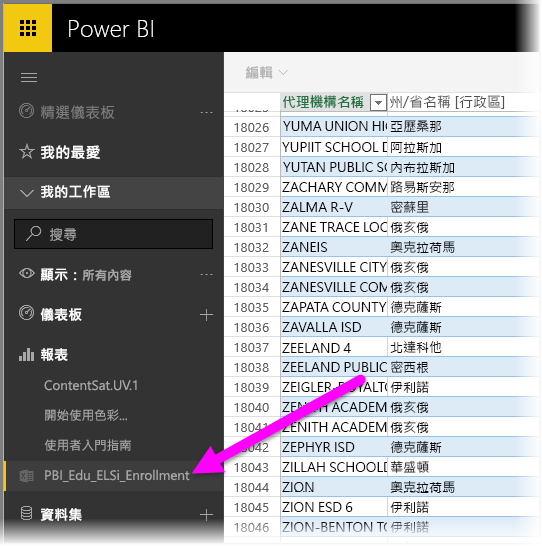 Power BI
精選儀表板 ...
我的最愛
我的工作區
搜尋
顯示：所有內容 ...
儀表板 +
報表
ContentSat.UV.1
開始使用色彩...
使用者入門指南
PBI_Edu_ELSi_Enrollment
資料集 +
編輯
代理機構名稱 州/省名稱 [行政區]
18026 YUMA UNION HI 亞歷桑那
18027 YUPIIT SCHOOL D 阿拉斯加
18028 YUTAN PUBLIC SC 內布拉斯加
18029 ZACHARY COMM 路易斯安那
18030 ZALMA R-V 密蘇里
18031 ZANE TRACE LOC 俄亥俄
18032 ZANEIS 奧克拉荷馬
18033 ZANESVILLE CITY 俄亥俄
18034 ZANESVILLE COM 俄亥俄
18035 ZAPATA COUNTY 德克薩斯
18036 ZAVALLA ISD 德克薩斯
18037 ZEELAND 4 北達科他
18038 ZEELAND PUBLIC 密西根
18039 ZEIGLER-ROYALTO 伊利諾
18040 ZENITH ACADEM 俄亥俄
18041 ZENITH ACADEM 俄亥俄
18042 ZEPHYR ISD 德克薩斯
18043 ZILLAH SCHOOLD 華盛頓
18044 ZION 奧克拉荷馬
18045 ZION ESD 6 伊利諾
18046 ZION-BENTON TO 伊利諾